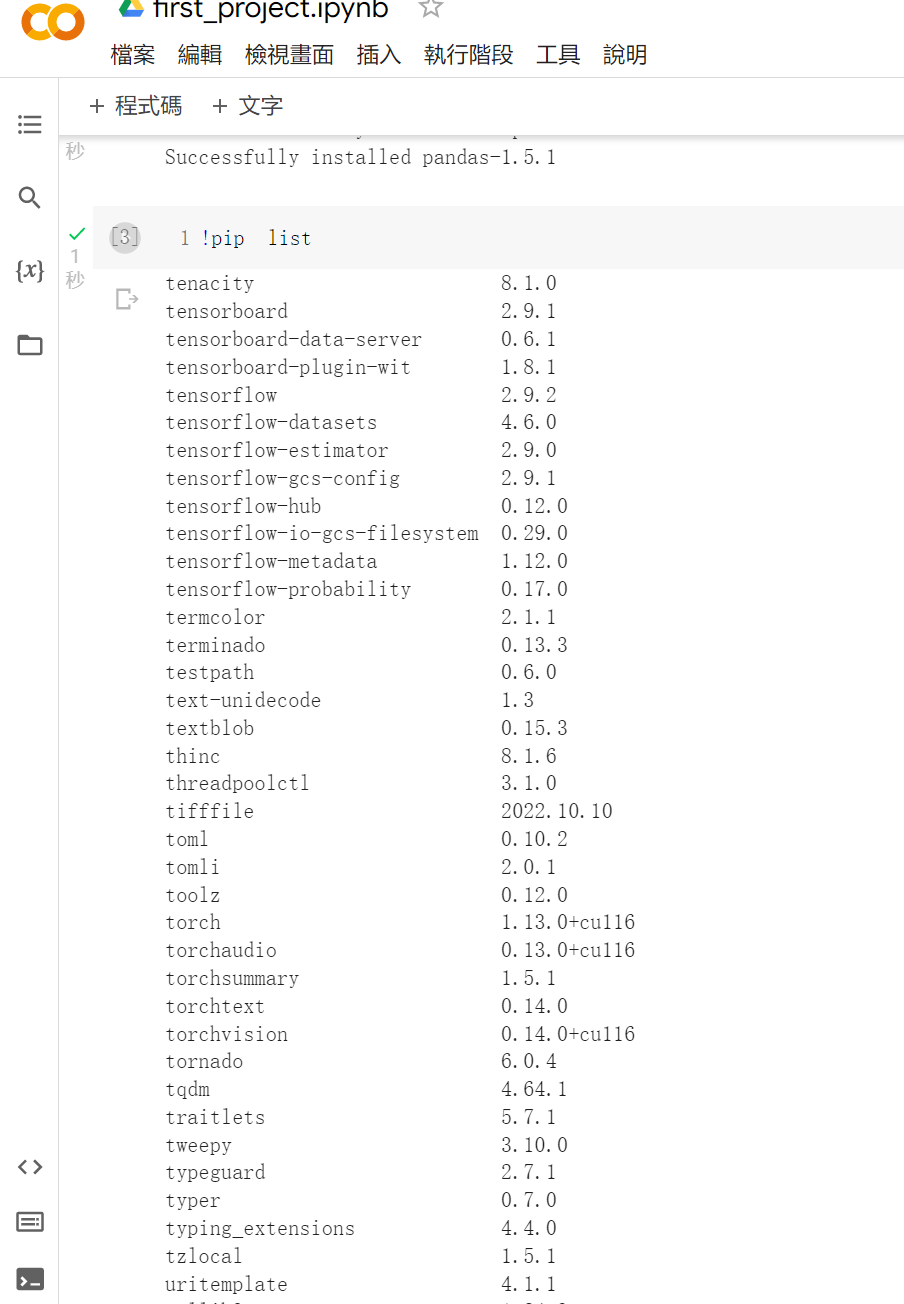 first_project.ipynb
檔案 編輯 檢視畫面 插入 執行階段 工具 說明
+ 程式碼 + 文字
秒
Successfully installed pandas-1.5.1
[3] 1 !pip list
1
秒
tenacity 8.1.0
tensorboard 2.9.1
tensorboard-data-server 0.6.1
tensorboard-plugin-wit 1.8.1
tensorflow 2.9.2
tensorflow-datasets 4.6.0
tensorflow-estimator 2.9.0
tensorflow-gcs-config 2.9.1
tensorflow-hub 0.12.0
tensorflow-io-gcs-filesystem 0.29.0
tensorflow-metadata 1.12.0
tensorflow-probability 0.17.0
termcolor 2.1.1
terminado 0.13.3
testpath 0.6.0
text-unidecode 1.3
textblob 0.15.3
thinc 8.1.6
threadpoolctl 3.1.0
tifffile 2022.10.10
toml 0.10.2
tomli 2.0.1
toolz 0.12.0
torch 1.13.0+cu116
torchaudio 0.13.0+cu116
torchsummary 1.5.1
torchtext 0.14.0
torchvision 0.14.0+cu116
tornado 6.0.4
tqdm 4.64.1
traitlets 5.7.1
tweepy 3.10.0
typeguard 2.7.1
typer 0.7.0
typing_extensions 4.4.0
tzlocal 1.5.1
uritemplate 4.1.1